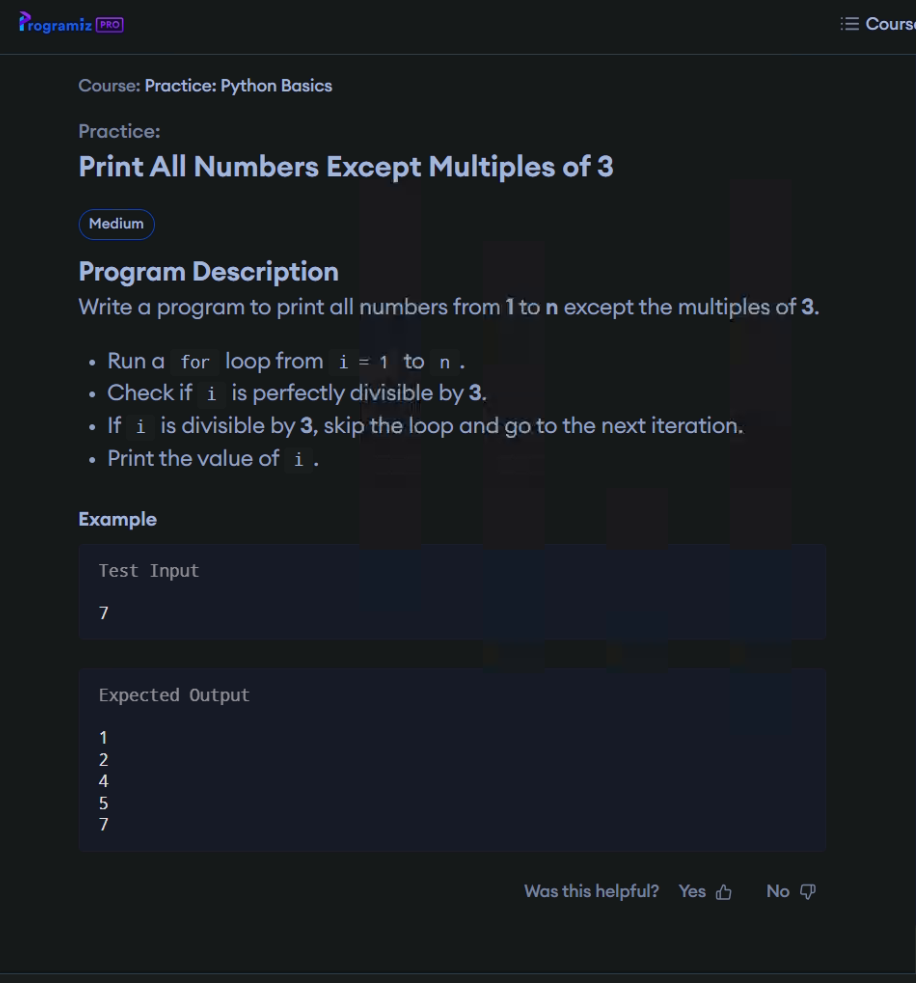 Programiz PRO
Course: Practice: Python Basics
Practice:
Print All Numbers Except Multiples of 3
Medium
Program Description
Write a program to print all numbers from 1 to n except the multiples of 3.
• Run a for loop from i = 1 to n .
• Check if i is perfectly divisible by 3.
• If i is divisible by 3, skip the loop and go to the next iteration.
• Print the value of i .
Example
Test Input
7
Expected Output
1
2
4
5
7
Was this helpful? Yes No